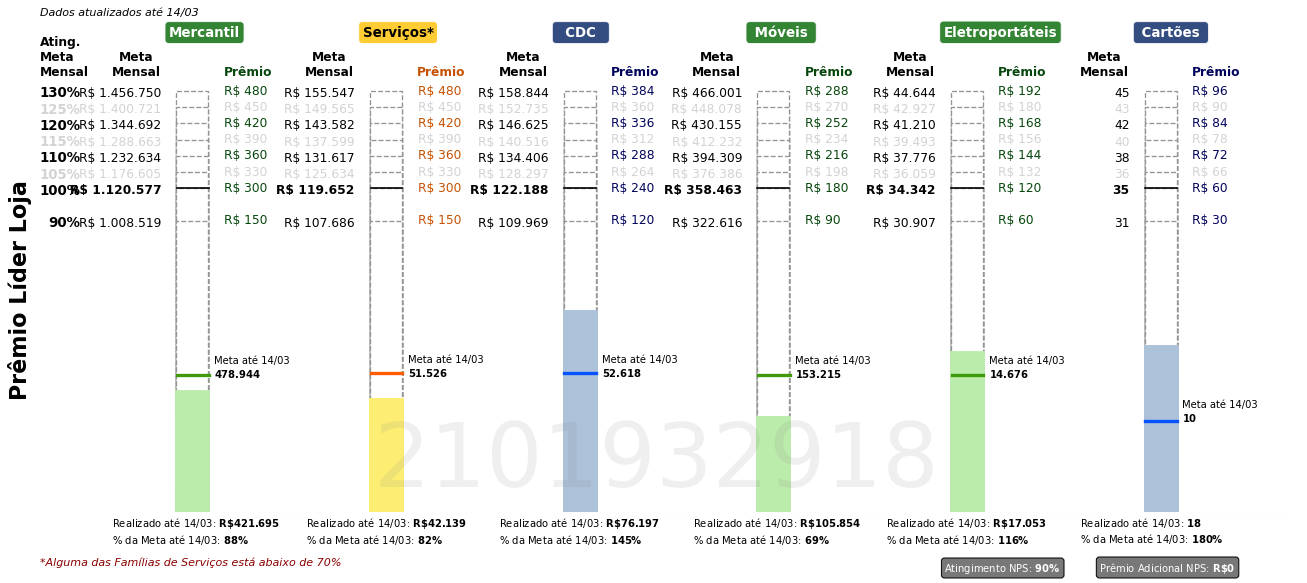 Dados atualizados até 14/03
Mercantil Serviços* CDC Móveis Eletroportáteis Cartões
Ating. Meta Mensal
Meta Mensal Prêmio Meta Mensal Prêmio Meta Mensal Prêmio Meta Mensal Prêmio Meta Mensal Prêmio Meta Mensal Prêmio
130% R$ 1.456.750 R$ 480 R$ 155.547 R$ 480 R$ 158.844 R$ 384 R$ 466.001 R$ 288 R$ 44.644 R$ 192 45 R$ 96
125% R$ 1.400.721 R$ 450 R$ 149.565 R$ 450 R$ 152.735 R$ 360 R$ 448.078 R$ 270 R$ 42.927 R$ 180 43 R$ 90
120% R$ 1.344.692 R$ 420 R$ 143.582 R$ 420 R$ 146.625 R$ 336 R$ 430.155 R$ 252 R$ 41.210 R$ 168 42 R$ 84
115% R$ 1.288.663 R$ 390 R$ 137.599 R$ 390 R$ 140.516 R$ 312 R$ 412.232 R$ 234 R$ 39.493 R$ 156 40 R$ 78
110% R$ 1.232.634 R$ 360 R$ 131.617 R$ 360 R$ 134.406 R$ 288 R$ 394.309 R$ 216 R$ 37.776 R$ 144 38 R$ 72
105% R$ 1.176.605 R$ 330 R$ 125.634 R$ 330 R$ 128.297 R$ 264 R$ 376.386 R$ 198 R$ 36.059 R$ 132 36 R$ 66
100% R$ 1.120.577 R$ 300 R$ 119.652 R$ 300 R$ 122.188 R$ 240 R$ 358.463 R$ 180 R$ 34.342 R$ 120 35 R$ 60
90% R$ 1.008.519 R$ 150 R$ 107.686 R$ 150 R$ 109.969 R$ 120 R$ 322.616 R$ 90 R$ 30.907 R$ 60 31 R$ 30
Prêmio Líder Loja
Meta até 14/03 Meta até 14/03 Meta até 14/03 Meta até 14/03 Meta até 14/03
478.944 51.526 52.618 153.215 14.676
Meta até 14/03
10
2101932918
Realizado até 14/03: R$421.695 Realizado até 14/03: R$42.139 Realizado até 14/03: R$76.197 Realizado até 14/03: R$105.854 Realizado até 14/03: R$17.053 Realizado até 14/03: 18
% da Meta até 14/03: 88% % da Meta até 14/03: 82% % da Meta até 14/03: 145% % da Meta até 14/03: 69% % da Meta até 14/03: 116% % da Meta até 14/03: 180%
*Alguma das Famílias de Serviços está abaixo de 70%
Atingimento NPS: 90% Prêmio Adicional NPS: R$0